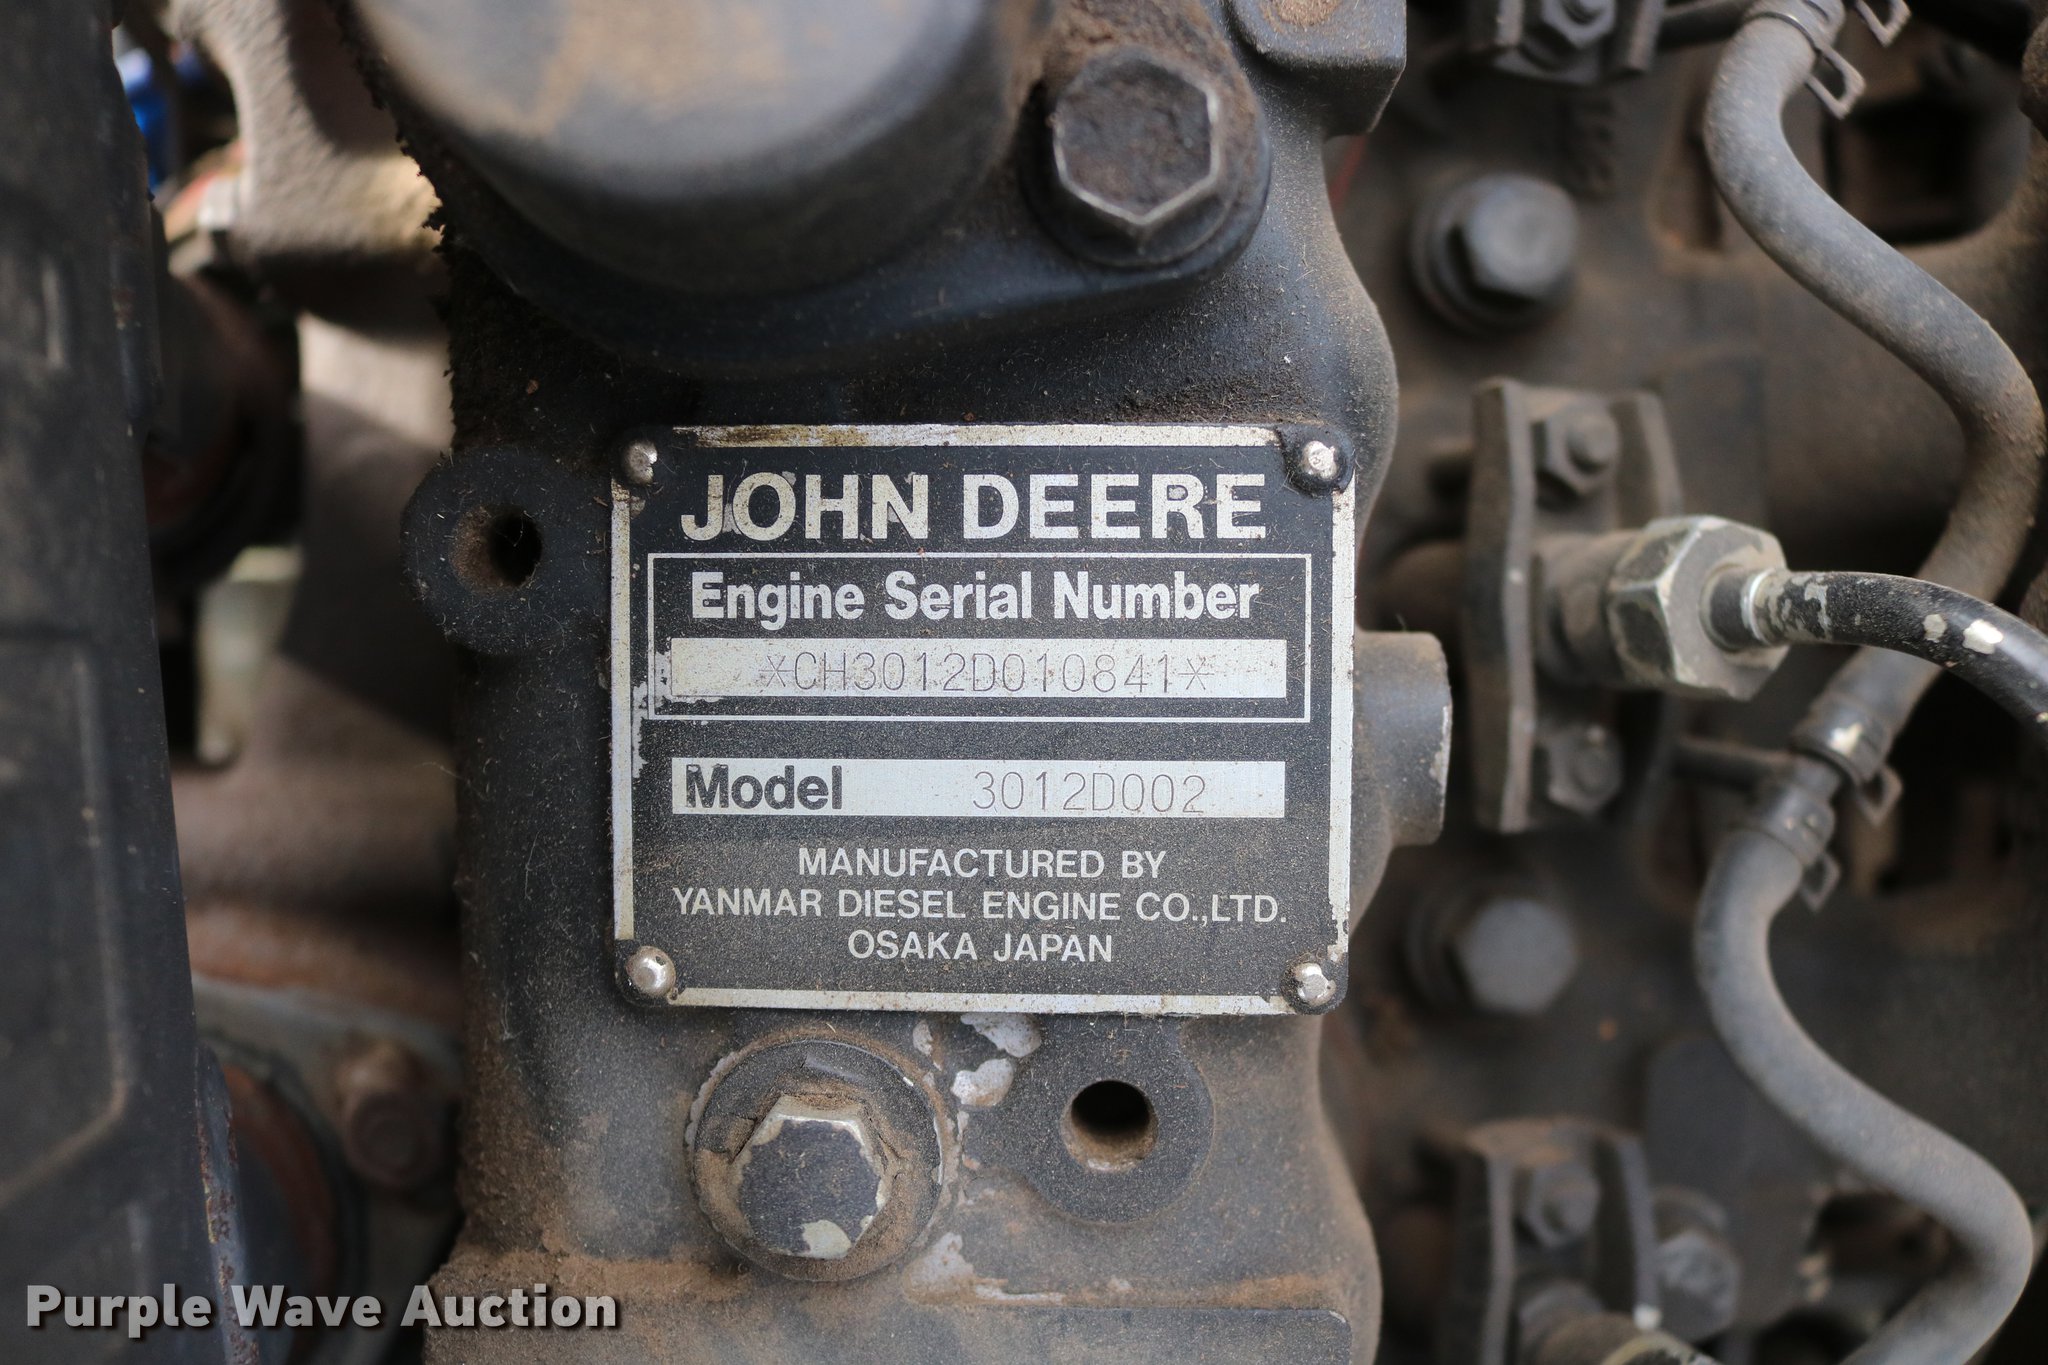 JOHN DEERE
Engine Serial Number
*CH3012D010841*
Model 3012D002
MANUFACTURED BY
YANMAR DIESEL ENGINE CO.,LTD.
OSAKA JAPAN
Purple Wave Auction